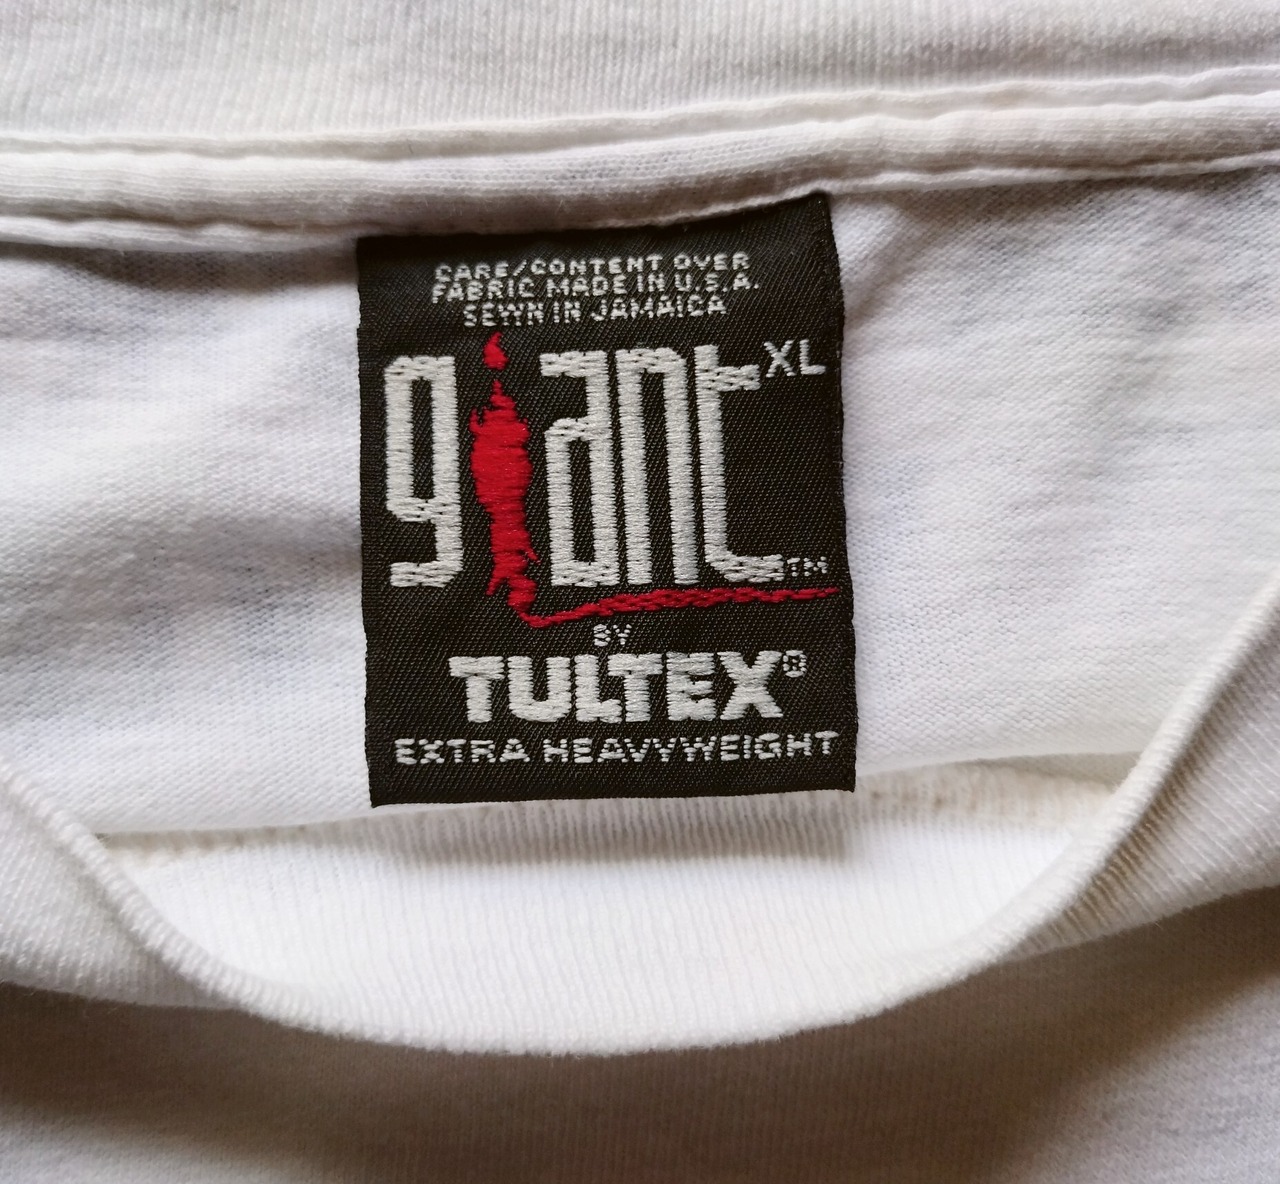 CARE/CONTENT OVER
FABRIC MADE IN U.S.A.
SEWN IN JAMAICA
giant XL
TM
BY
TULTEX®
EXTRA HEAVYWEIGHT